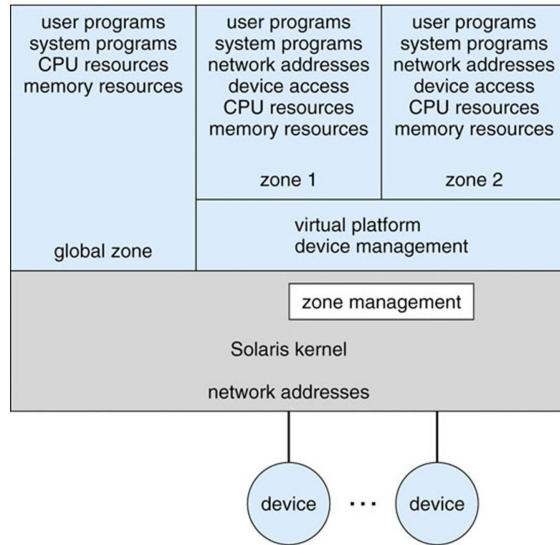 user programs
system programs
CPU resources
memory resources
global zone
user programs
system programs
network addresses
device access
CPU resources
memory resources
zone 1
user programs
system programs
network addresses
device access
CPU resources
memory resources
zone 2
virtual platform
device management
zone management
Solaris kernel
network addresses
device
...
device